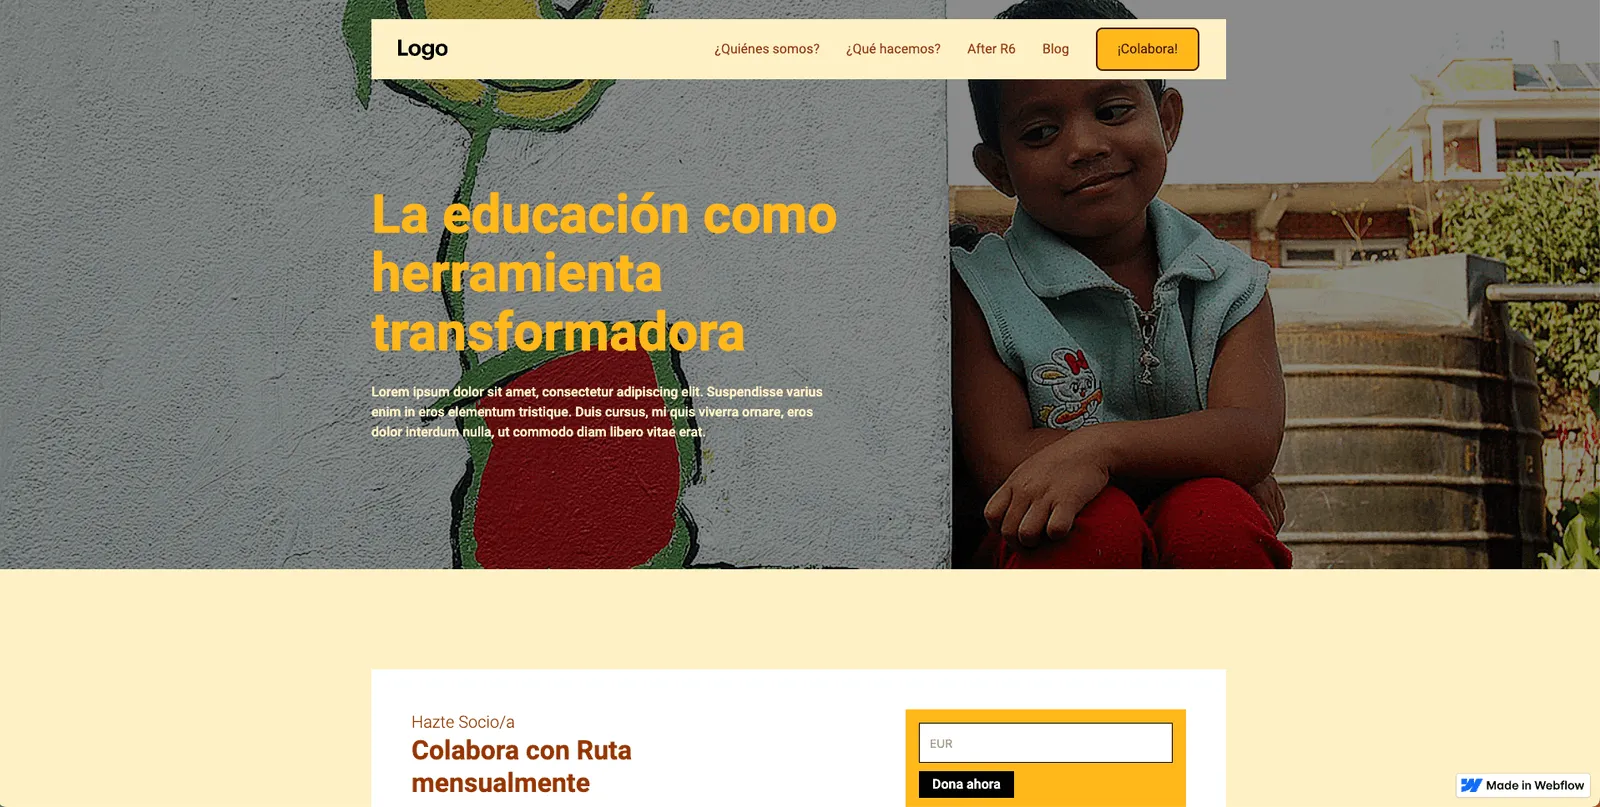 Logo
¿Quiénes somos?
¿Qué hacemos?
After R6
Blog
¡Colabora!
La educación como
herramienta
transformadora
Lorem ipsum dolor sit amet, consectetur adipiscing elit. Suspendisse varius
enim in eros elementum tristique. Duis cursus, mi quis viverra ornare, eros
dolor interdum nulla, ut commodo diam libero vitae erat.
Hazte Socio/a
Colabora con Ruta
mensualmente
EUR
Dona ahora
Made in Webflow